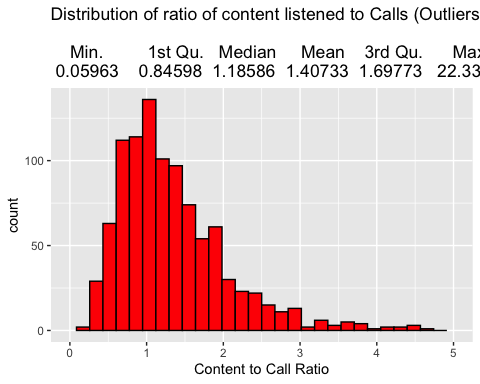 Distribution of ratio of content listened to Calls (Outliers
Min. 1st Qu. Median Mean 3rd Qu. Max
0.05963 0.84598 1.18586 1.40733 1.69773 22.33
100
50
0
count
0 1 2 3 4 5
Content to Call Ratio